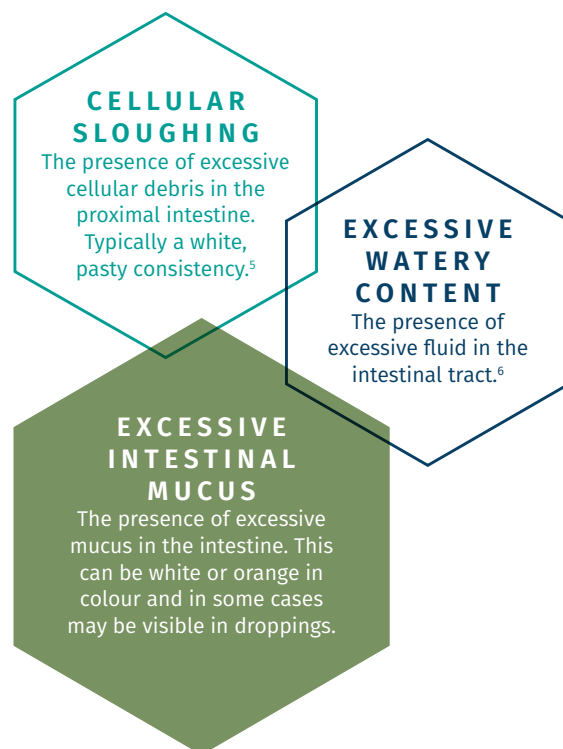 CELLULAR
SLOUGHING
The presence of excessive
cellular debris in the
proximal intestine.
Typically a white,
pasty consistency.⁵
EXCESSIVE
WATERY
CONTENT
The presence of
excessive fluid in the
intestinal tract.⁶
EXCESSIVE
INTESTINAL
MUCUS
The presence of excessive
mucus in the intestine. This
can be white or orange in
colour and in some cases
may be visible in droppings.